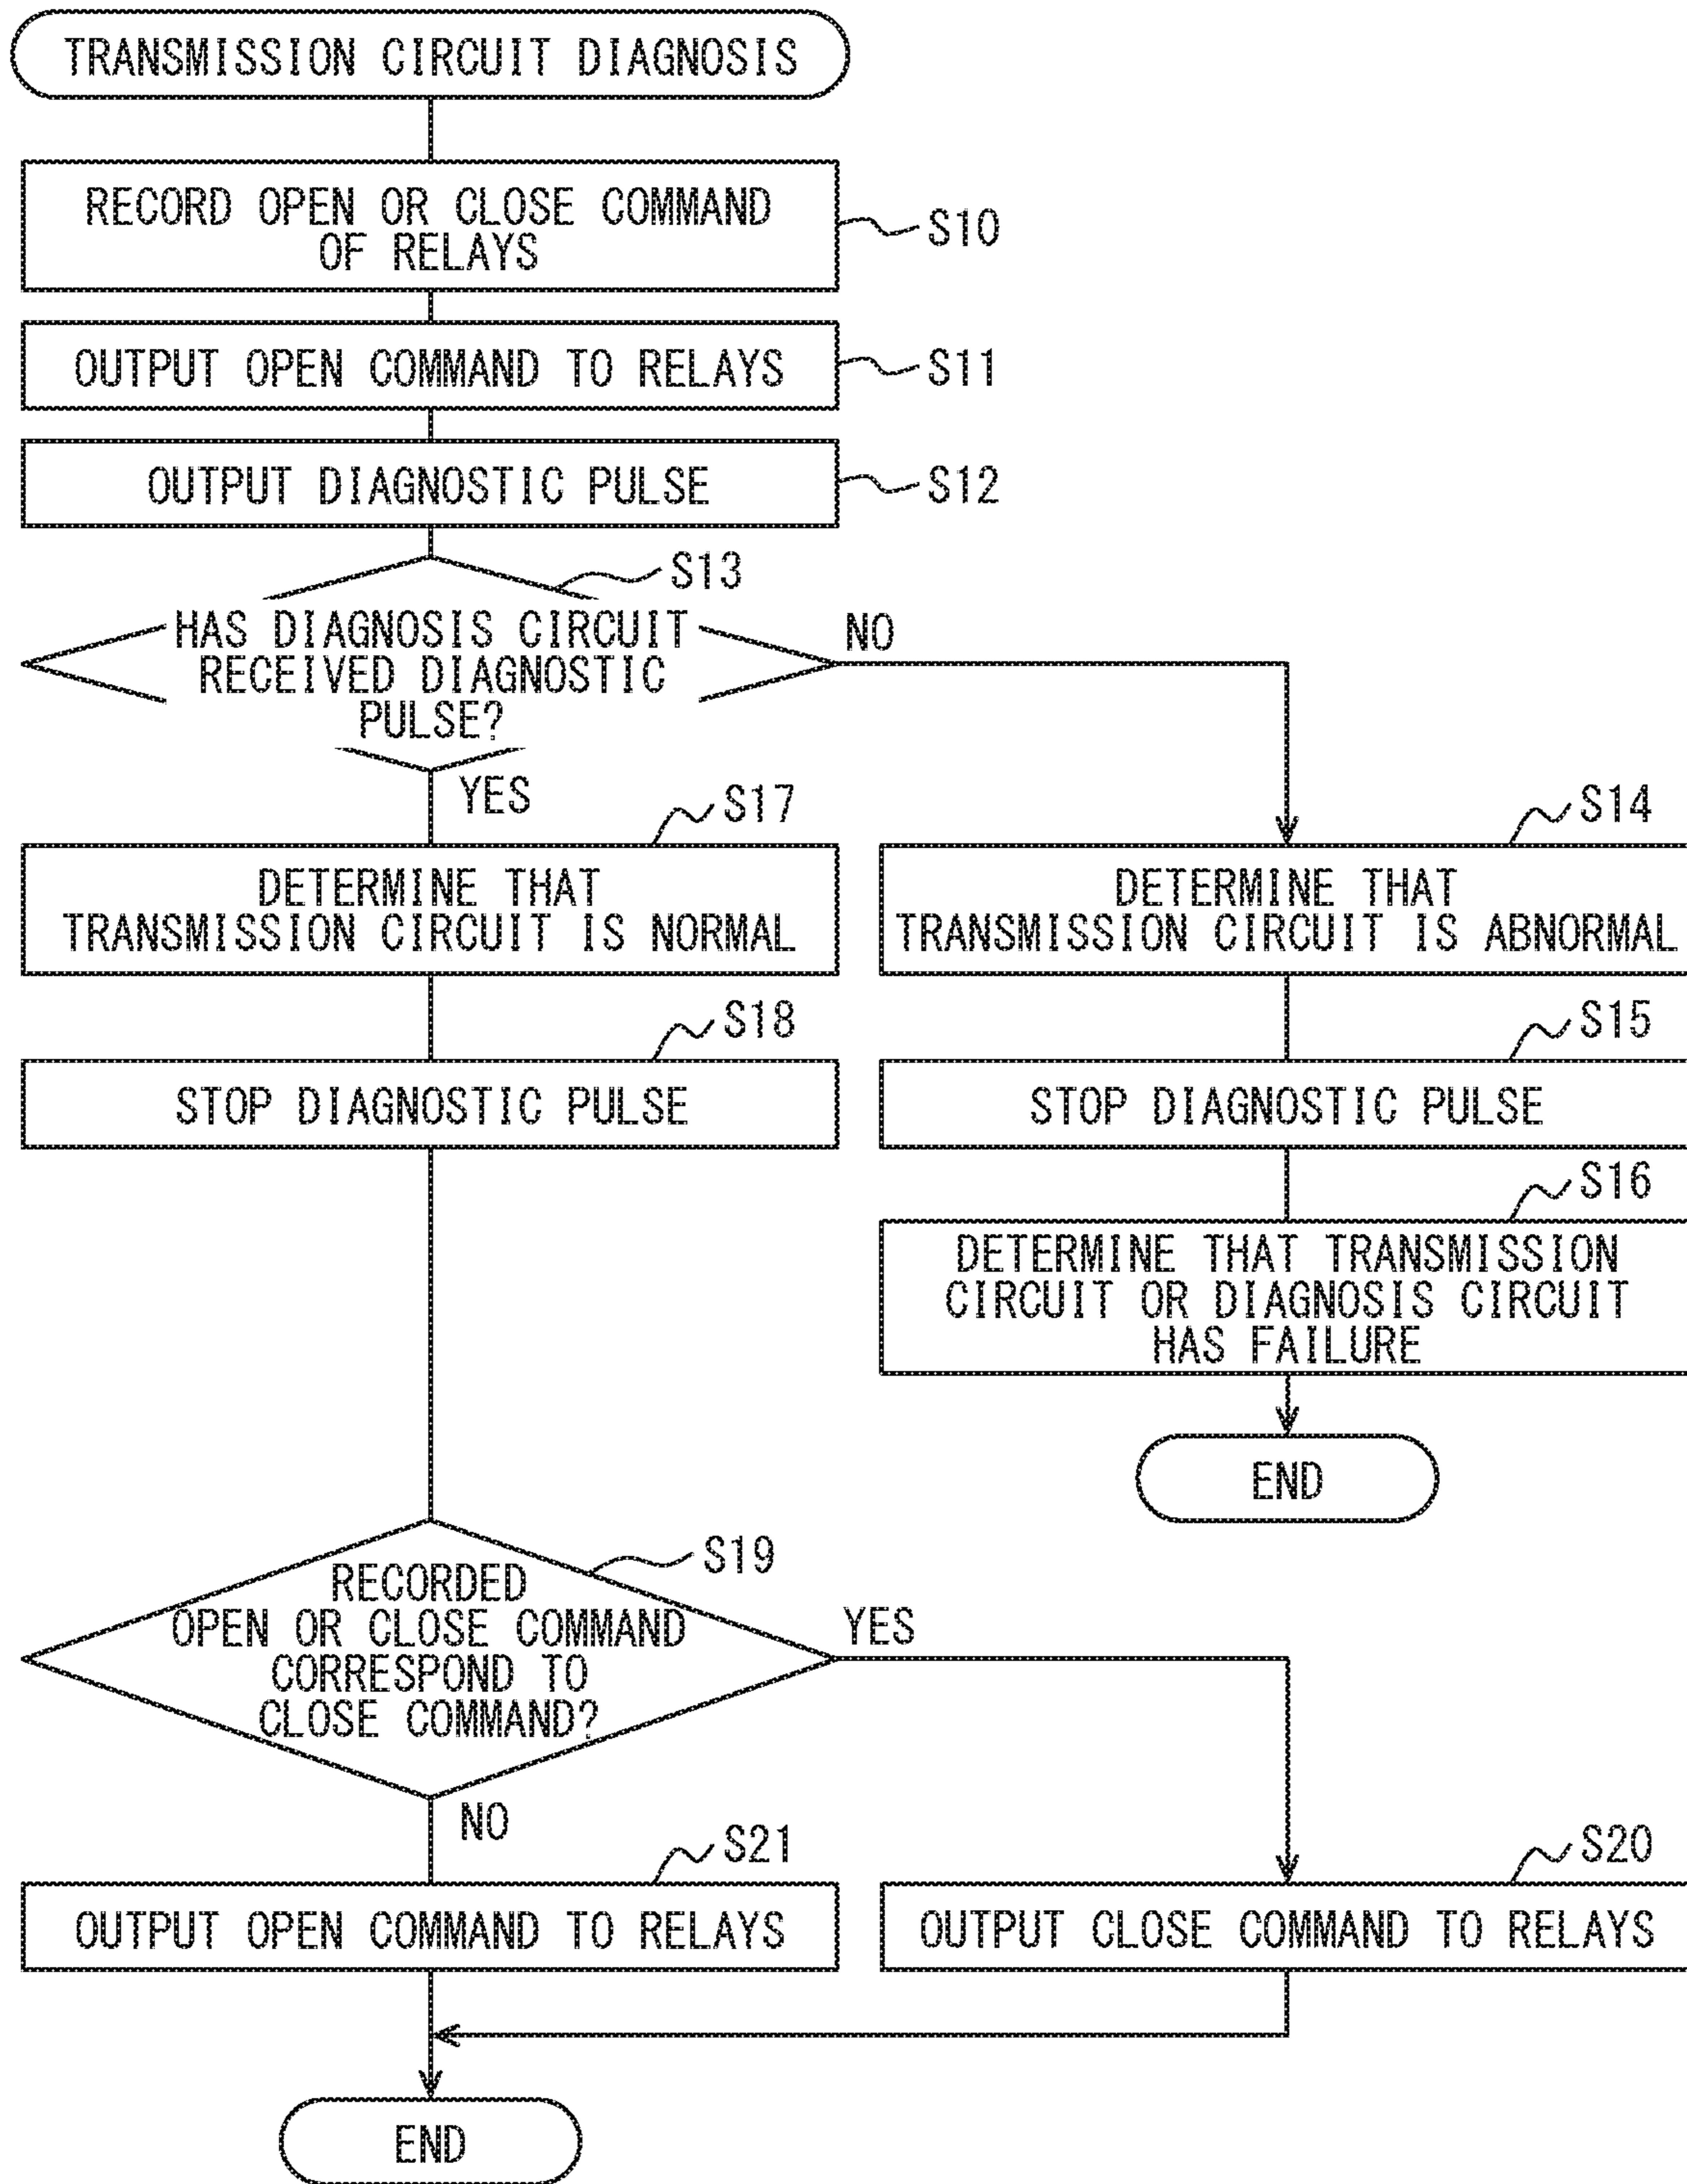 TRANSMISSION CIRCUIT DIAGNOSIS
RECORD OPEN OR CLOSE COMMAND
OF RELAYS
S10
OUTPUT OPEN COMMAND TO RELAYS
S11
OUTPUT DIAGNOSTIC PULSE
S12
S13
HAS DIAGNOSIS CIRCUIT
RECEIVED DIAGNOSTIC
PULSE?
NO
YES
S17
DETERMINE THAT
TRANSMISSION CIRCUIT IS NORMAL
S14
DETERMINE THAT
TRANSMISSION CIRCUIT IS ABNORMAL
S18
STOP DIAGNOSTIC PULSE
S15
STOP DIAGNOSTIC PULSE
S16
DETERMINE THAT TRANSMISSION
CIRCUIT OR DIAGNOSIS CIRCUIT
HAS FAILURE
END
S19
RECORDED
OPEN OR CLOSE COMMAND
CORRESPOND TO
CLOSE COMMAND?
YES
NO
S21
OUTPUT OPEN COMMAND TO RELAYS
S20
OUTPUT CLOSE COMMAND TO RELAYS
END